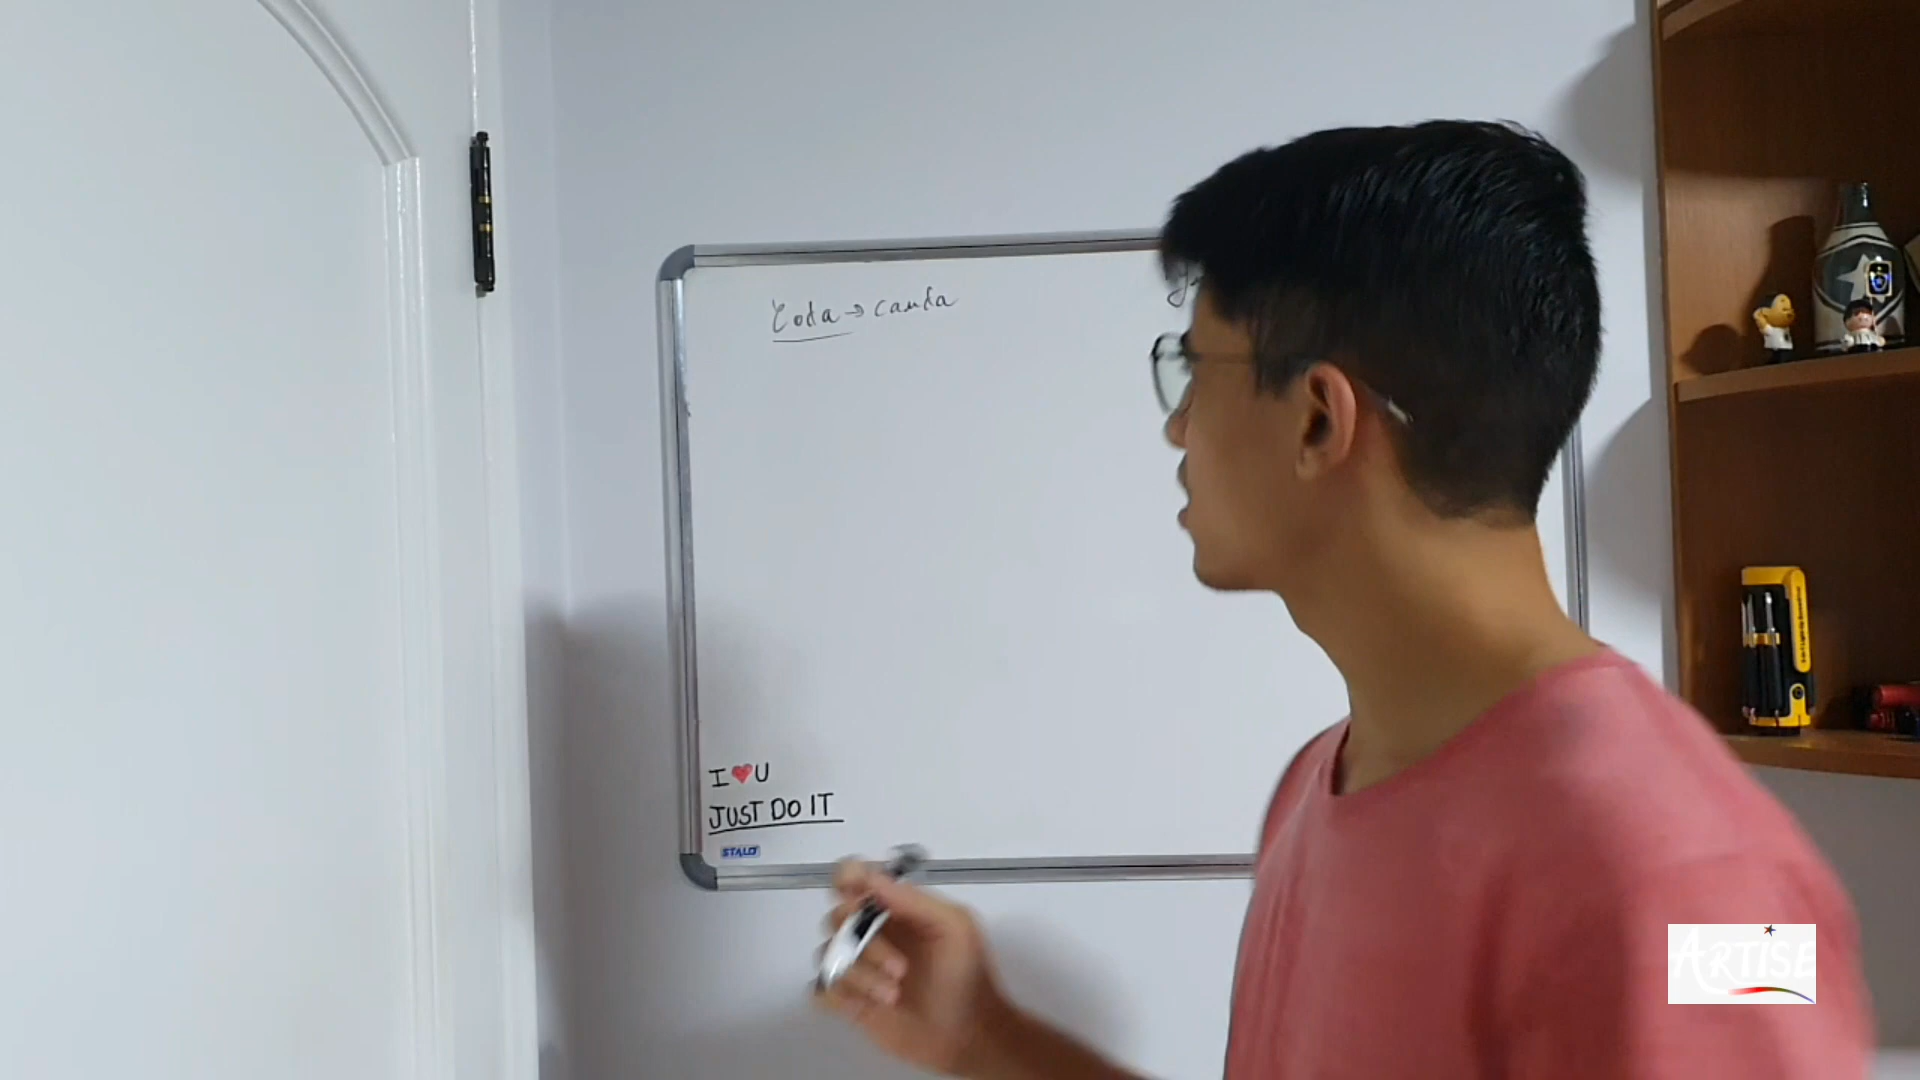 Coda → cauda
I ❤ U
JUST DO IT
STALO
ARTISE